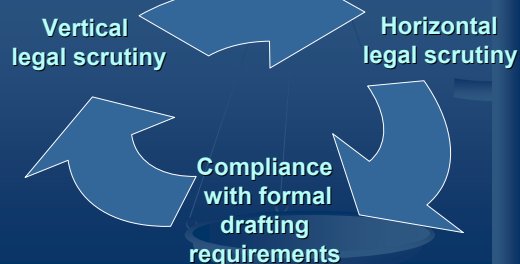 Vertical
legal scrutiny
Horizontal
legal scrutiny
Compliance
with formal
drafting
requirements